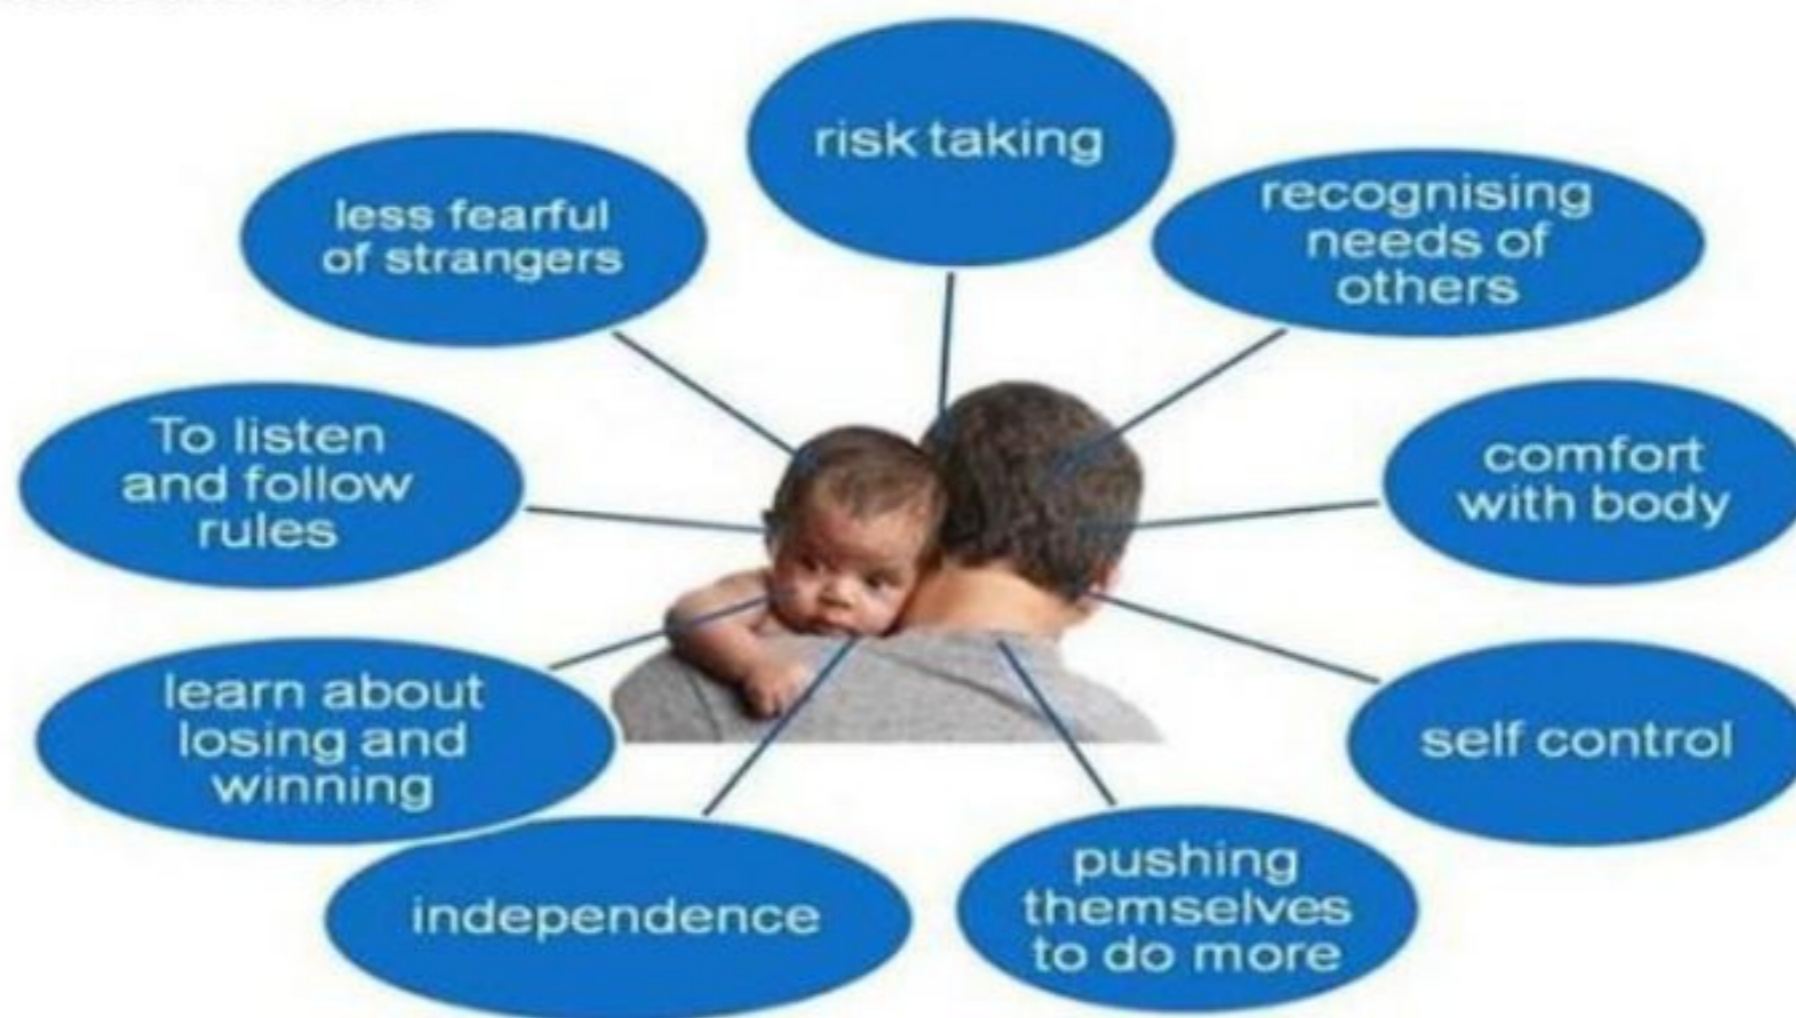 risk taking
less fearful
of strangers
recognising
needs of
others
To listen
and follow
rules
comfort
with body
learn about
losing and
winning
self control
independence
pushing
themselves
to do more